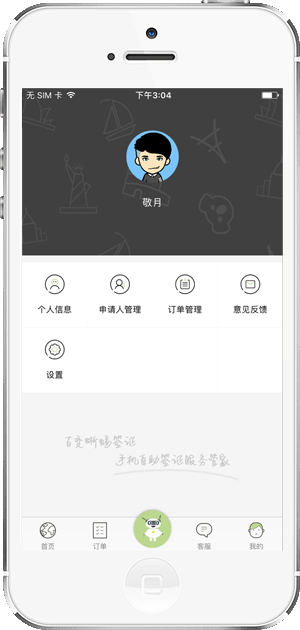 无 SIM 卡
下午3:04
敬月
个人信息
申请人管理
订单管理
意见反馈
设置
百变蜥蜴签证
手机自助签证服务管家
首页
订单
客服
我的